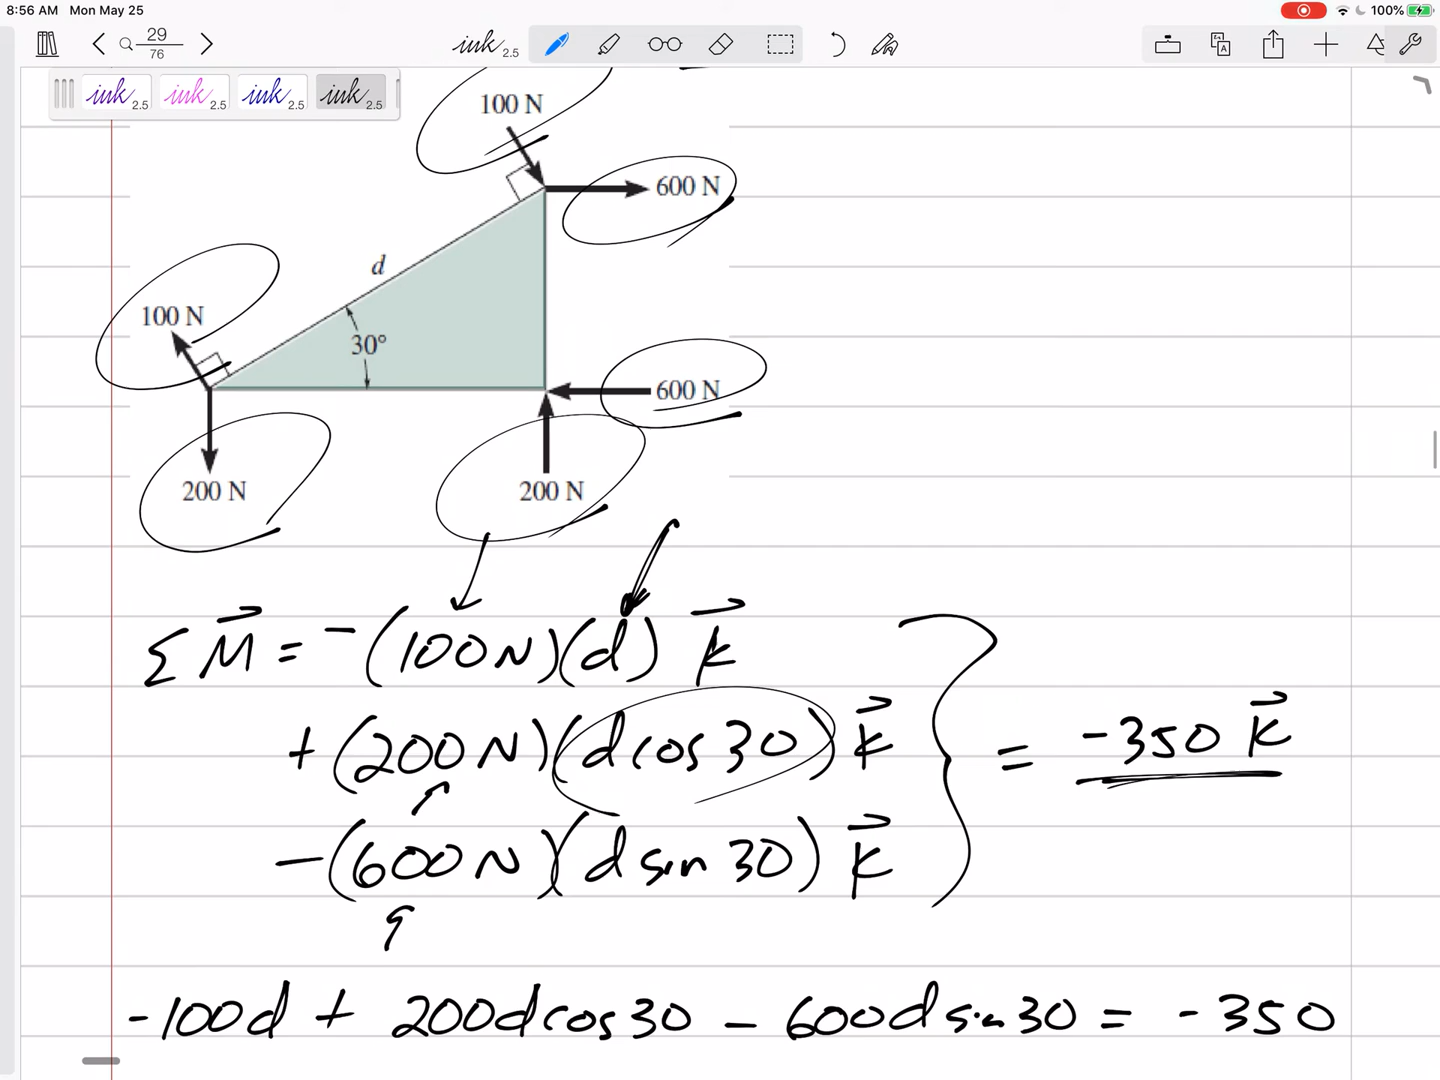 8:56 AM Mon May 25
100%
29
76
ink 2.5
ink 2.5 ink 2.5 ink 2.5 ink 2.5
100 N
600 N
d
100 N
30°
600 N
200 N
200 N
Σ M⃗ = -(100N)(d) k⃗
+ (200N)(d cos 30) k⃗
- (600N)(d sin 30) k⃗
= -350 k⃗
-100d + 200d cos 30 - 600d sin 30 = -350